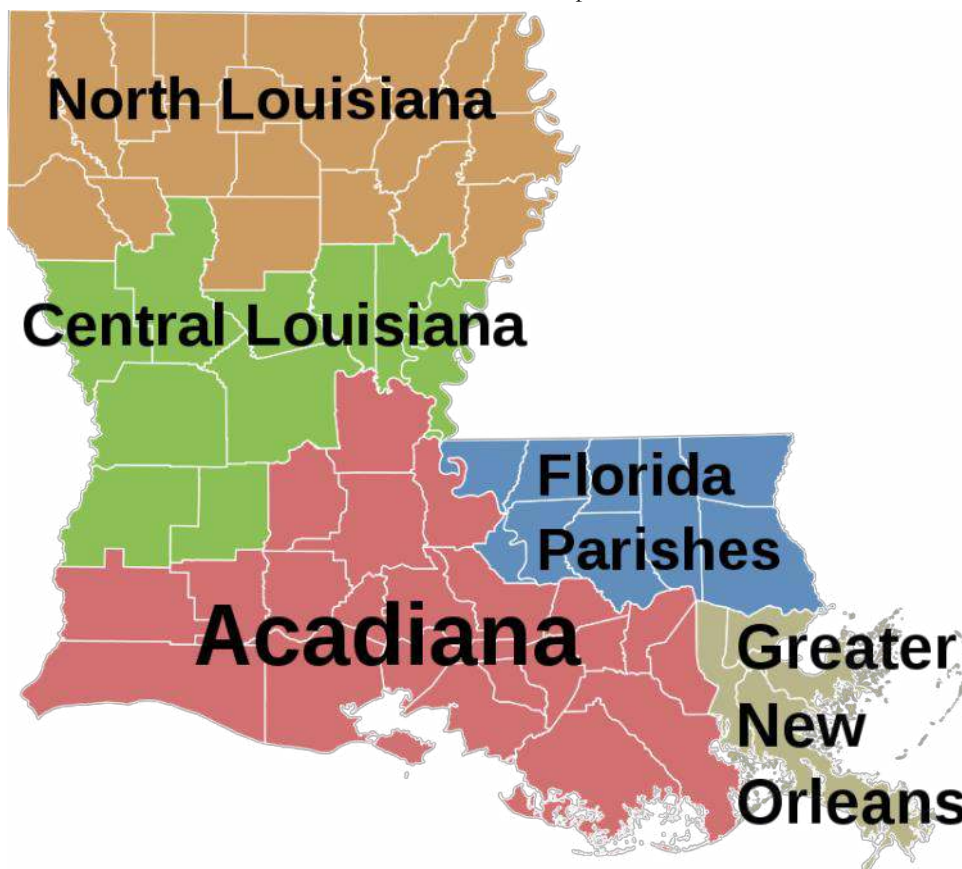 North Louisiana
Central Louisiana
Florida
Parishes
Acadiana
Greater
New
Orleans